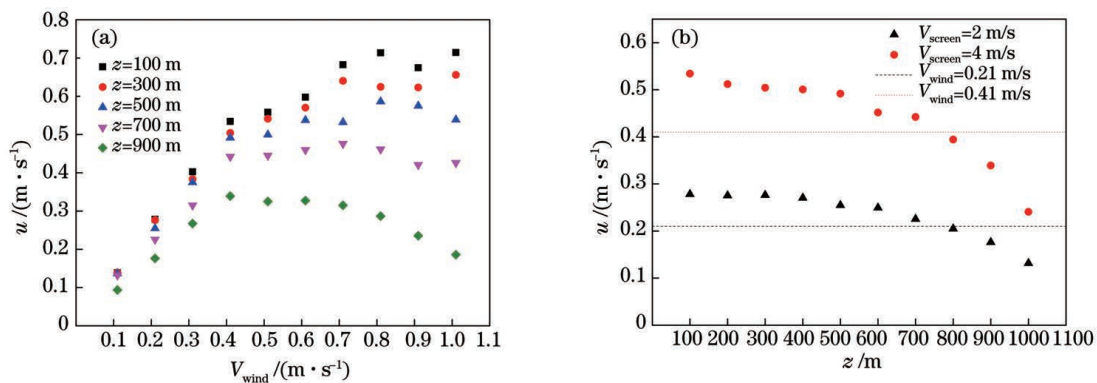 (a)
z=100 m
z=300 m
z=500 m
z=700 m
z=900 m
0.8
0.7
0.6
0.5
0.4
0.3
0.2
0.1
0
u /(m • s⁻¹)
0.1 0.2 0.3 0.4 0.5 0.6 0.7 0.8 0.9 1.0 1.1
V_wind /(m • s⁻¹)
(b)
V_screen=2 m/s
V_screen=4 m/s
V_wind=0.21 m/s
V_wind=0.41 m/s
0.6
0.5
0.4
0.3
0.2
0.1
0
u /(m • s⁻¹)
100 200 300 400 500 600 700 800 900 1000 1100
z /m